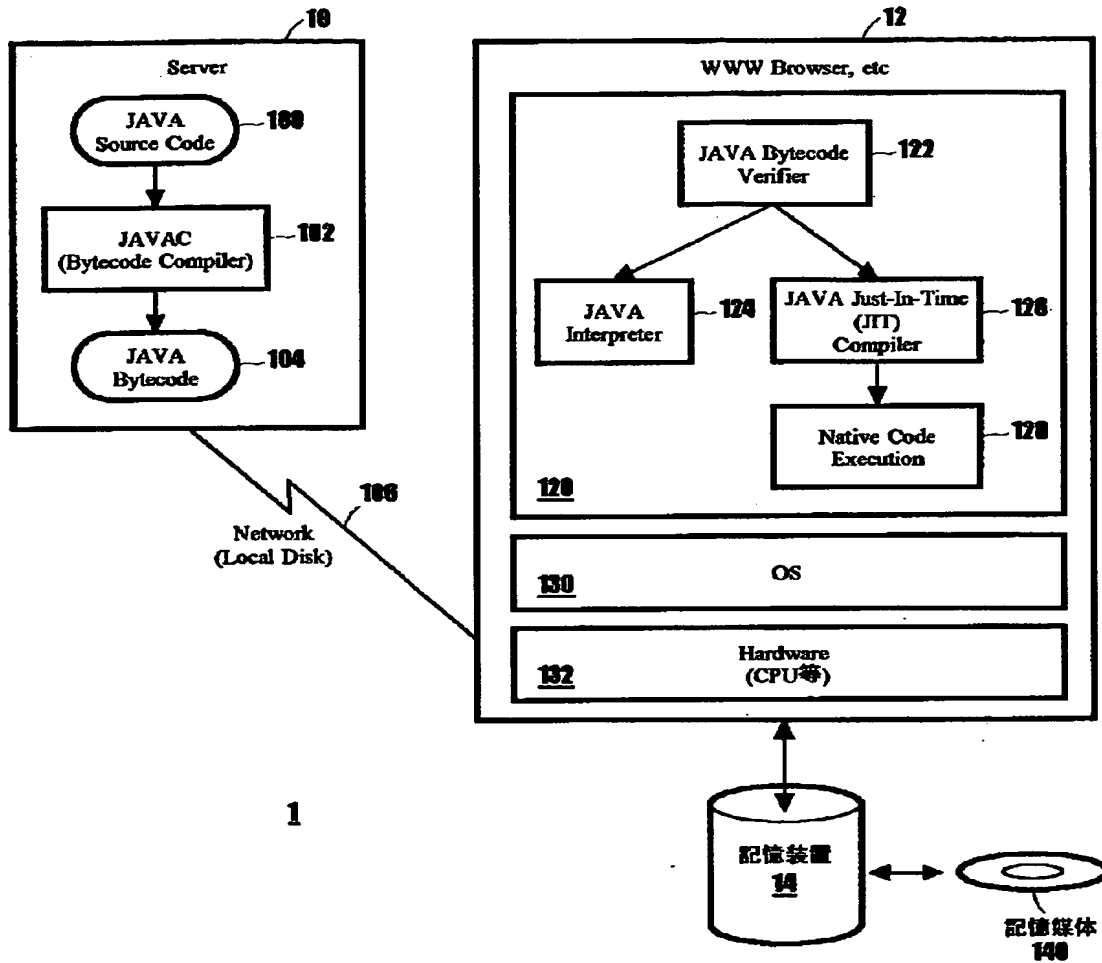 10
Server
JAVA
Source Code
100
JAVAC
(Bytecode Compiler)
102
JAVA
Bytecode
104
Network
(Local Disk)
106
12
WWW Browser, etc
JAVA Bytecode
Verifier
122
JAVA
Interpreter
124
JAVA Just-In-Time
(JIT)
Compiler
126
Native Code
Execution
128
120
130
OS
132
Hardware
(CPU等)
1
記憶装置
14
記憶媒体
140